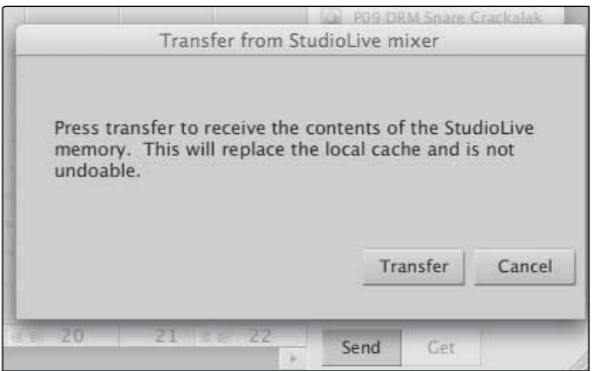 P09 DRM Snare Crackalak
Transfer from StudioLive mixer
Press transfer to receive the contents of the StudioLive
memory.  This will replace the local cache and is not
undoable.
Transfer Cancel
20 21 22
Send Get